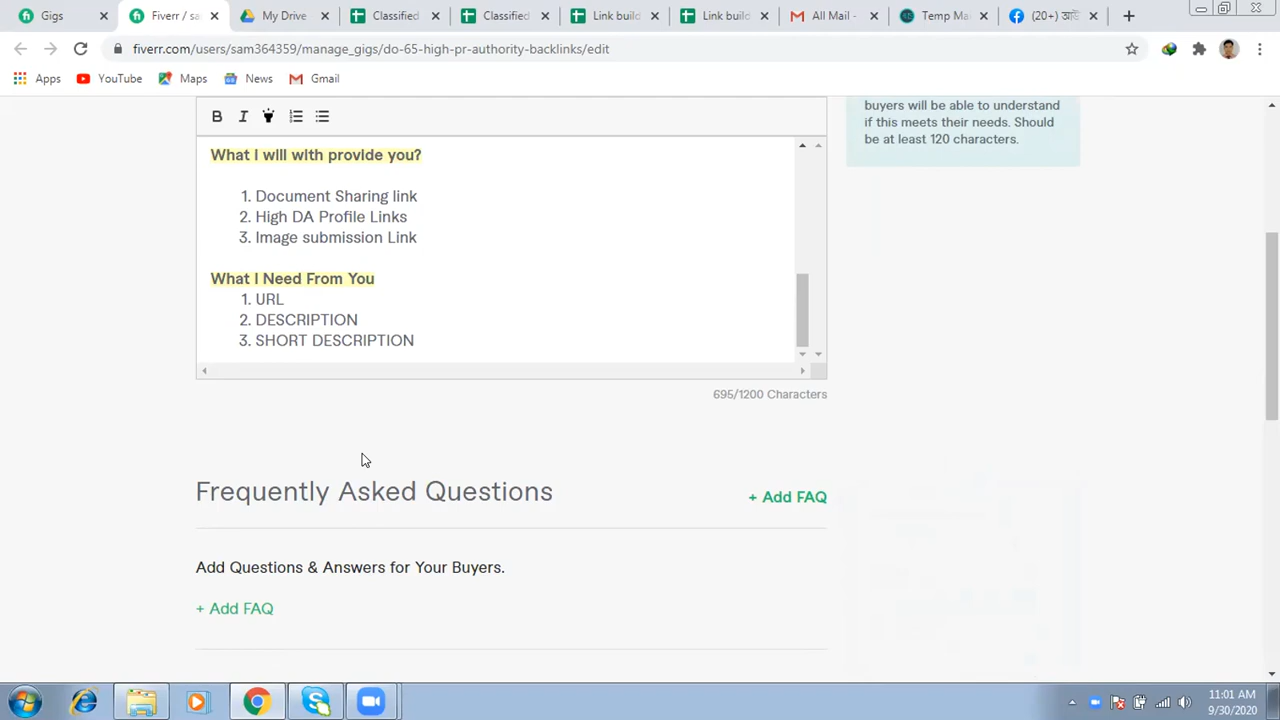 Gigs
Fiverr / sa
My Drive
Classified
Classified
Link build
Link build
All Mail -
Temp Ma
(20+)
fiverr.com/users/sam364359/manage_gigs/do-65-high-pr-authority-backlinks/edit
Apps
YouTube
Maps
News
Gmail
buyers will be able to understand
if this meets their needs. Should
be at least 120 characters.
B I
What I will with provide you?
1. Document Sharing link
2. High DA Profile Links
3. Image submission Link
What I Need From You
1. URL
2. DESCRIPTION
3. SHORT DESCRIPTION
695/1200 Characters
Frequently Asked Questions
+ Add FAQ
Add Questions & Answers for Your Buyers.
+ Add FAQ
11:01 AM
9/30/2020